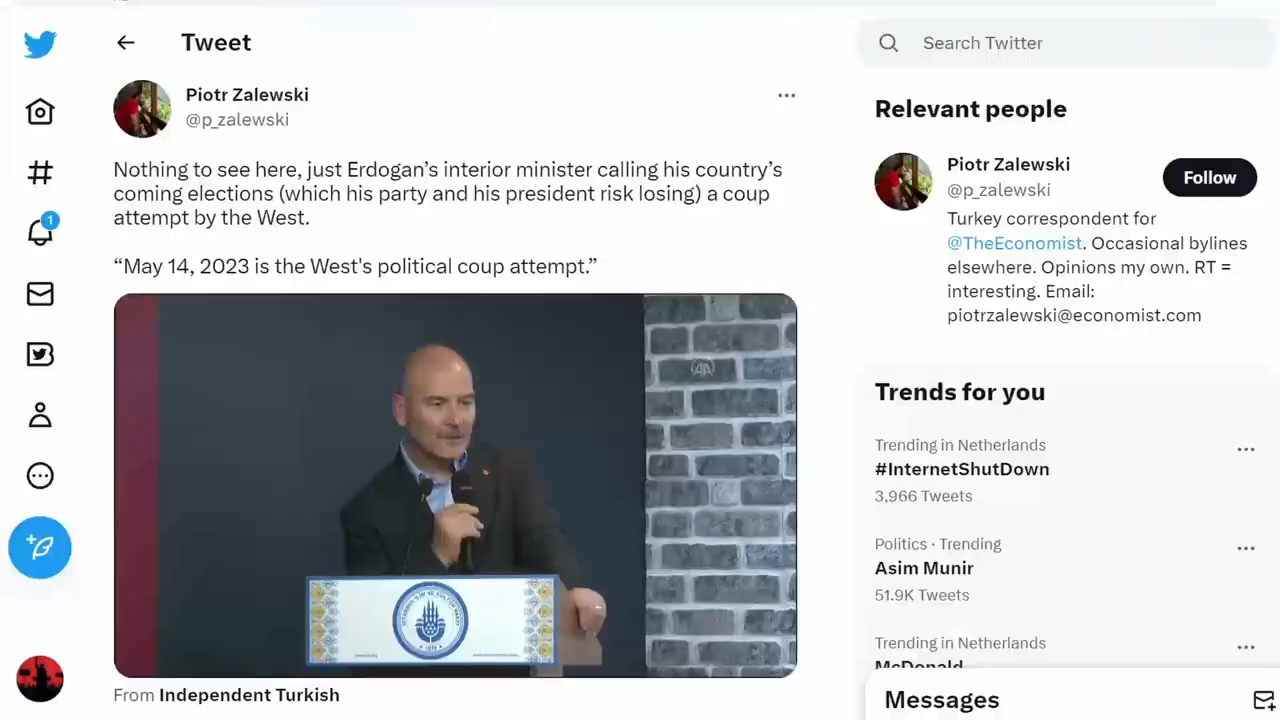 Tweet
Search Twitter
Piotr Zalewski
@p_zalewski
Nothing to see here, just Erdogan’s interior minister calling his country’s
coming elections (which his party and his president risk losing) a coup
attempt by the West.
“May 14, 2023 is the West's political coup attempt.”
AA
From Independent Turkish
1
Relevant people
Piotr Zalewski
@p_zalewski
Follow
Turkey correspondent for
@TheEconomist. Occasional bylines
elsewhere. Opinions my own. RT =
interesting. Email:
piotrzalewski@economist.com
Trends for you
Trending in Netherlands
#InternetShutDown
3,966 Tweets
Politics · Trending
Asim Munir
51.9K Tweets
Trending in Netherlands
McDonald
Messages